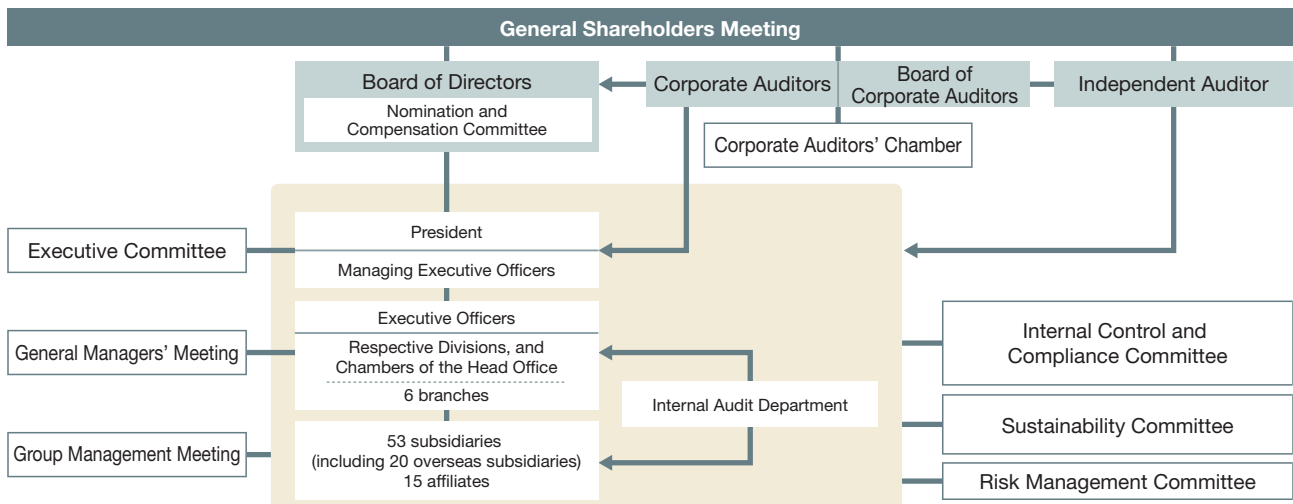 General Shareholders Meeting
Board of Directors
Nomination and
Compensation Committee
Corporate Auditors
Board of
Corporate Auditors
Independent Auditor
Corporate Auditors’ Chamber
President
Managing Executive Officers
Executive Committee
Executive Officers
Respective Divisions, and
Chambers of the Head Office
6 branches
General Managers’ Meeting
Internal Audit Department
53 subsidiaries
(including 20 overseas subsidiaries)
15 affiliates
Group Management Meeting
Internal Control and
Compliance Committee
Sustainability Committee
Risk Management Committee